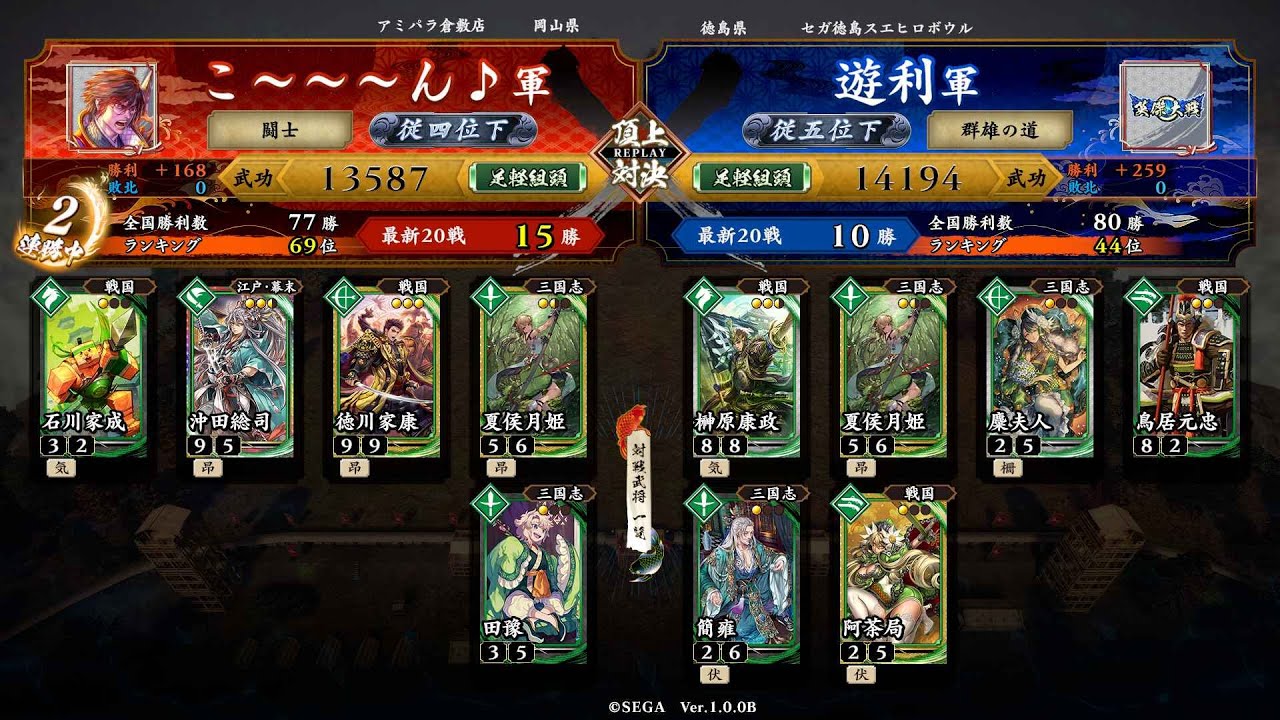 アミパラ倉敷店 岡山県
徳島県 セガ徳島スエヒロボウル
こ～～～ん♪軍
遊利軍
英傑大戦
闘士 従四位下
従五位下 群雄の道
頂上
REPLAY
対決
勝利 +168
敗北 0
武功 13587 足軽組頭
足軽組頭 14194 武功
勝利 +259
敗北 0
2
連勝中
全国勝利数 77勝
ランキング 69位
最新20戦 15勝
最新20戦 10勝
全国勝利数 80勝
ランキング 44位
戦国
石川家成
3 2
気
江戸・幕末
沖田総司
9 5
昂
戦国
徳川家康
9 9
昂
三国志
夏侯月姫
5 6
昂
三国志
田豫
3 5
対戦武将一覧
戦国
榊原康政
8 8
気
三国志
夏侯月姫
5 6
昂
三国志
麋夫人
2 5
柵
戦国
鳥居元忠
8 2
三国志
簡雍
2 6
伏
戦国
阿茶局
2 5
伏
©SEGA Ver.1.0.0B